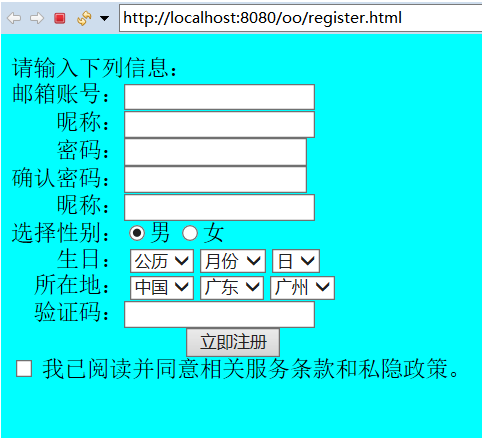 http://localhost:8080/oo/register.html
请输入下列信息：
邮箱账号：
昵称：
密码：
确认密码：
昵称：
选择性别： 男 女
生日： 公历 月份 日
所在地： 中国 广东 广州
验证码：
立即注册
我已阅读并同意相关服务条款和私隐政策。